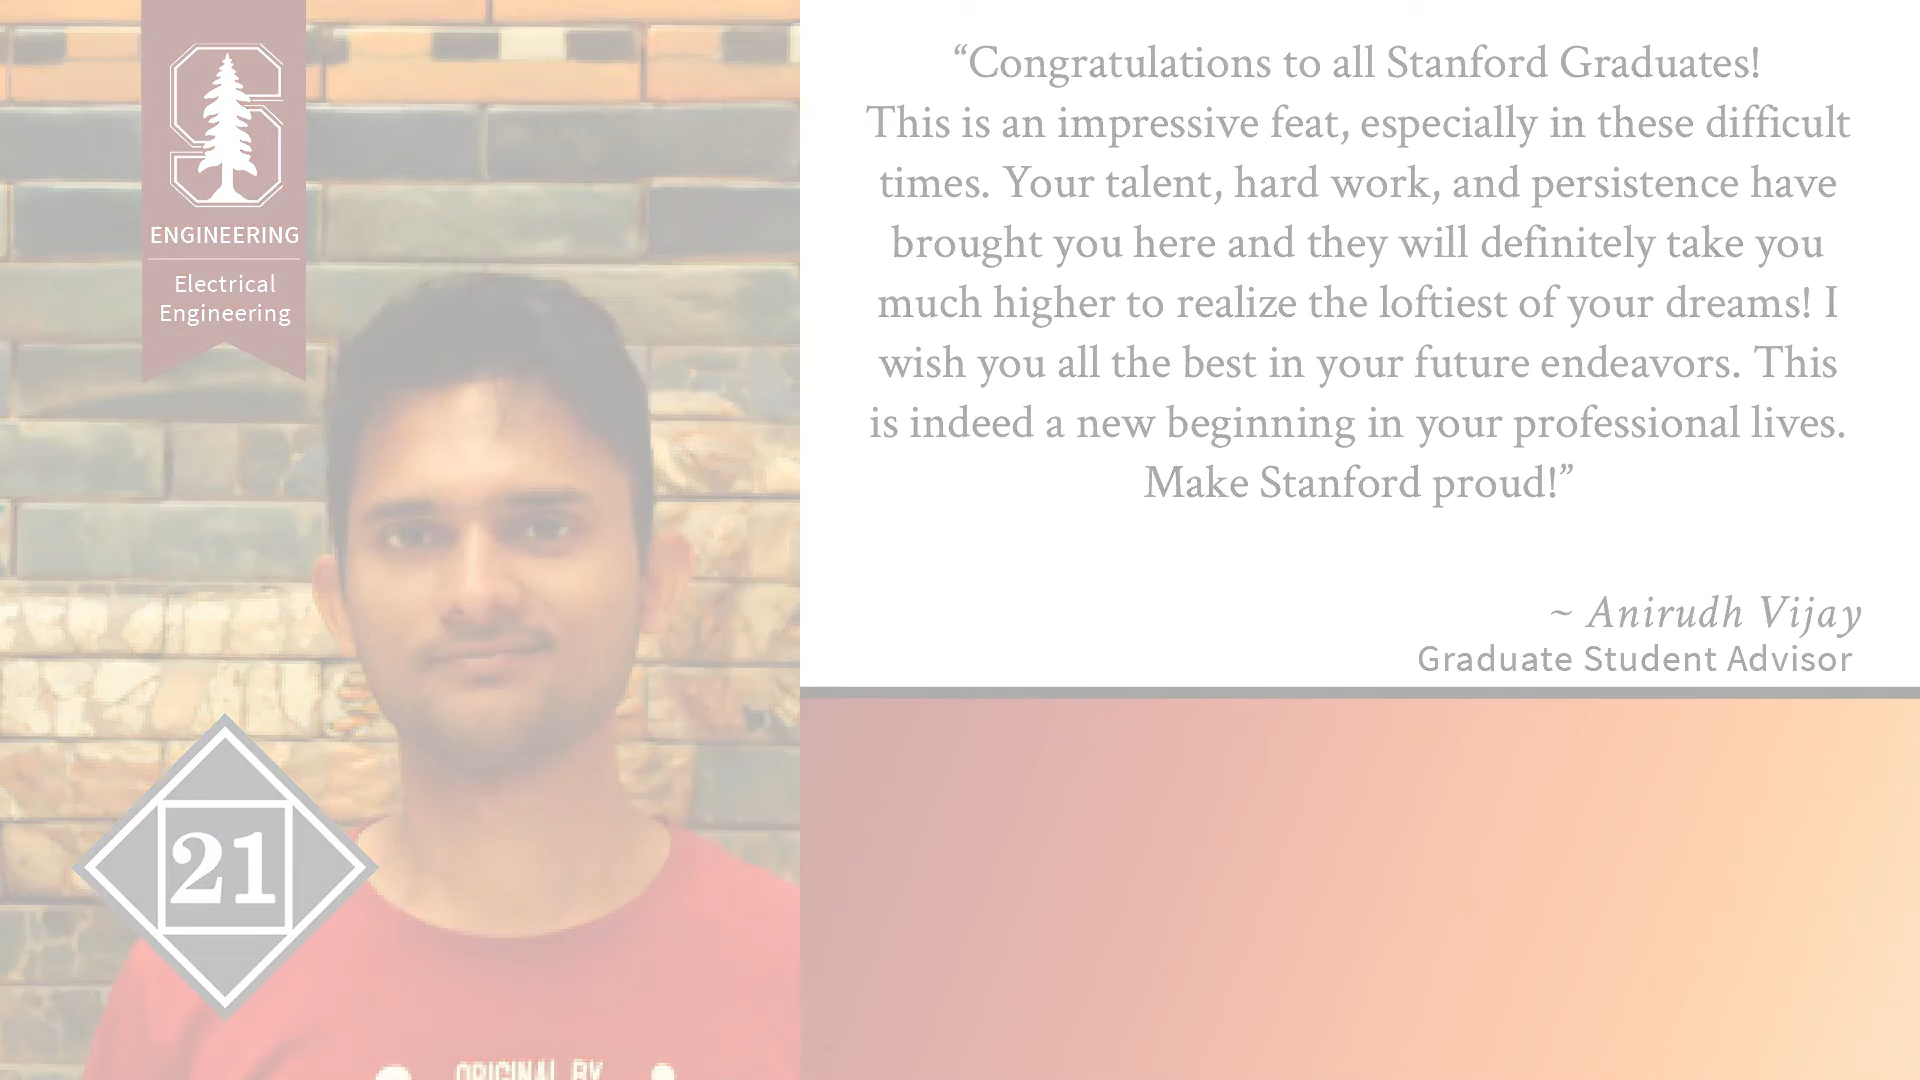 ENGINEERING
Electrical
Engineering
21
ORIGINAL BY
“Congratulations to all Stanford Graduates!
This is an impressive feat, especially in these difficult
times. Your talent, hard work, and persistence have
brought you here and they will definitely take you
much higher to realize the loftiest of your dreams! I
wish you all the best in your future endeavors. This
is indeed a new beginning in your professional lives.
Make Stanford proud!”
~ Anirudh Vijay
Graduate Student Advisor